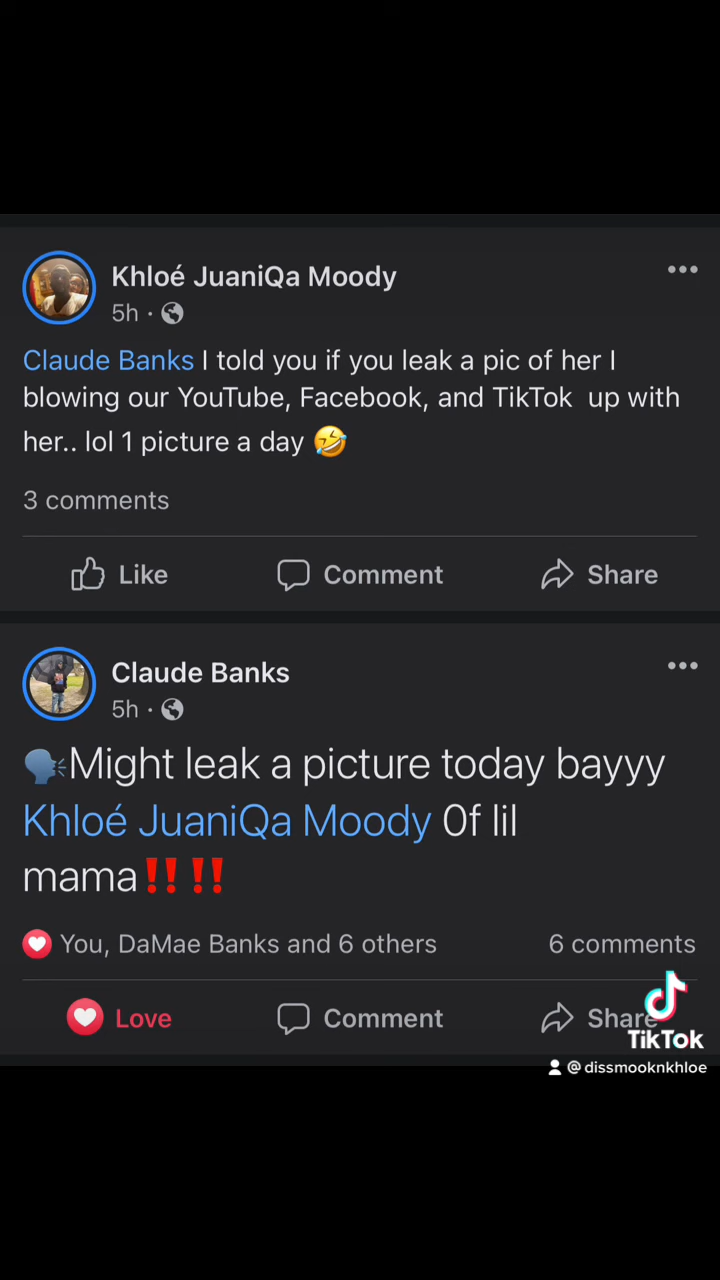 Khloé JuaniQa Moody
5h ·
Claude Banks I told you if you leak a pic of her I
blowing our YouTube, Facebook, and TikTok up with
her.. lol 1 picture a day 🤣
3 comments
Like Comment Share
Claude Banks
5h ·
🗣️Might leak a picture today bayyy
Khloé JuaniQa Moody 0f lil
mama‼️‼️
You, DaMae Banks and 6 others 6 comments
Love Comment Share
TikTok
@dissmooknkhloe